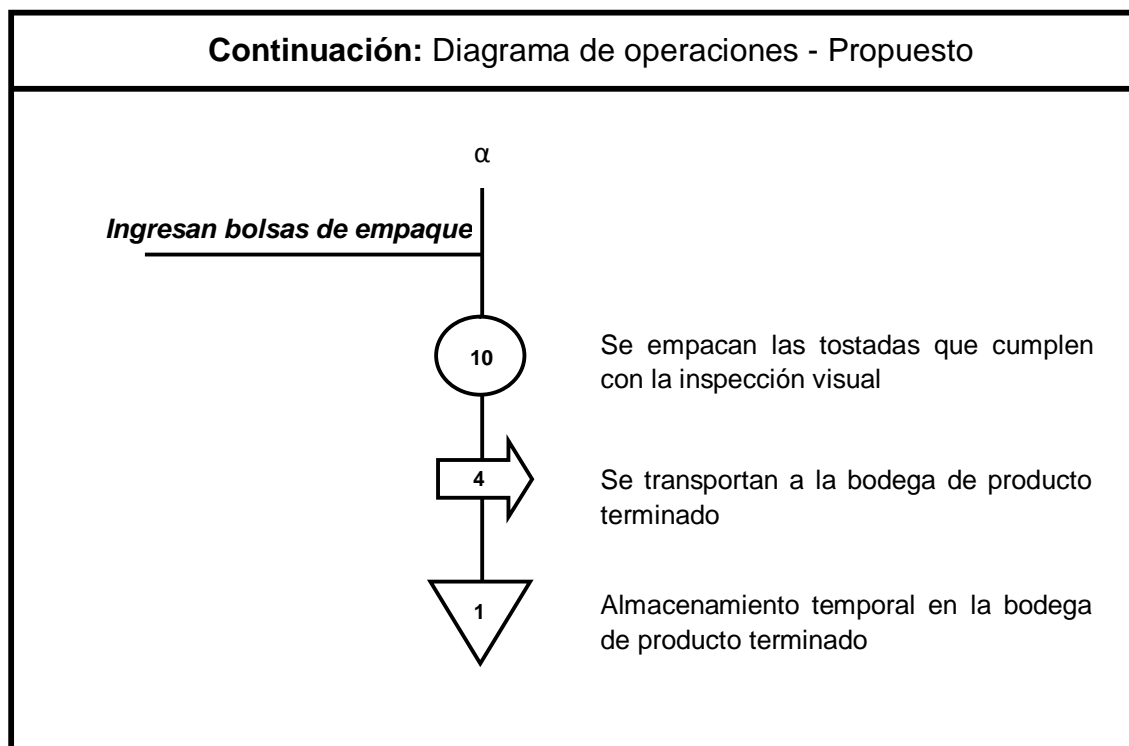 Continuación: Diagrama de operaciones - Propuesto
α
Ingresan bolsas de empaque
10
Se empacan las tostadas que cumplen
con la inspección visual
4
Se transportan a la bodega de producto
terminado
1
Almacenamiento temporal en la bodega
de producto terminado